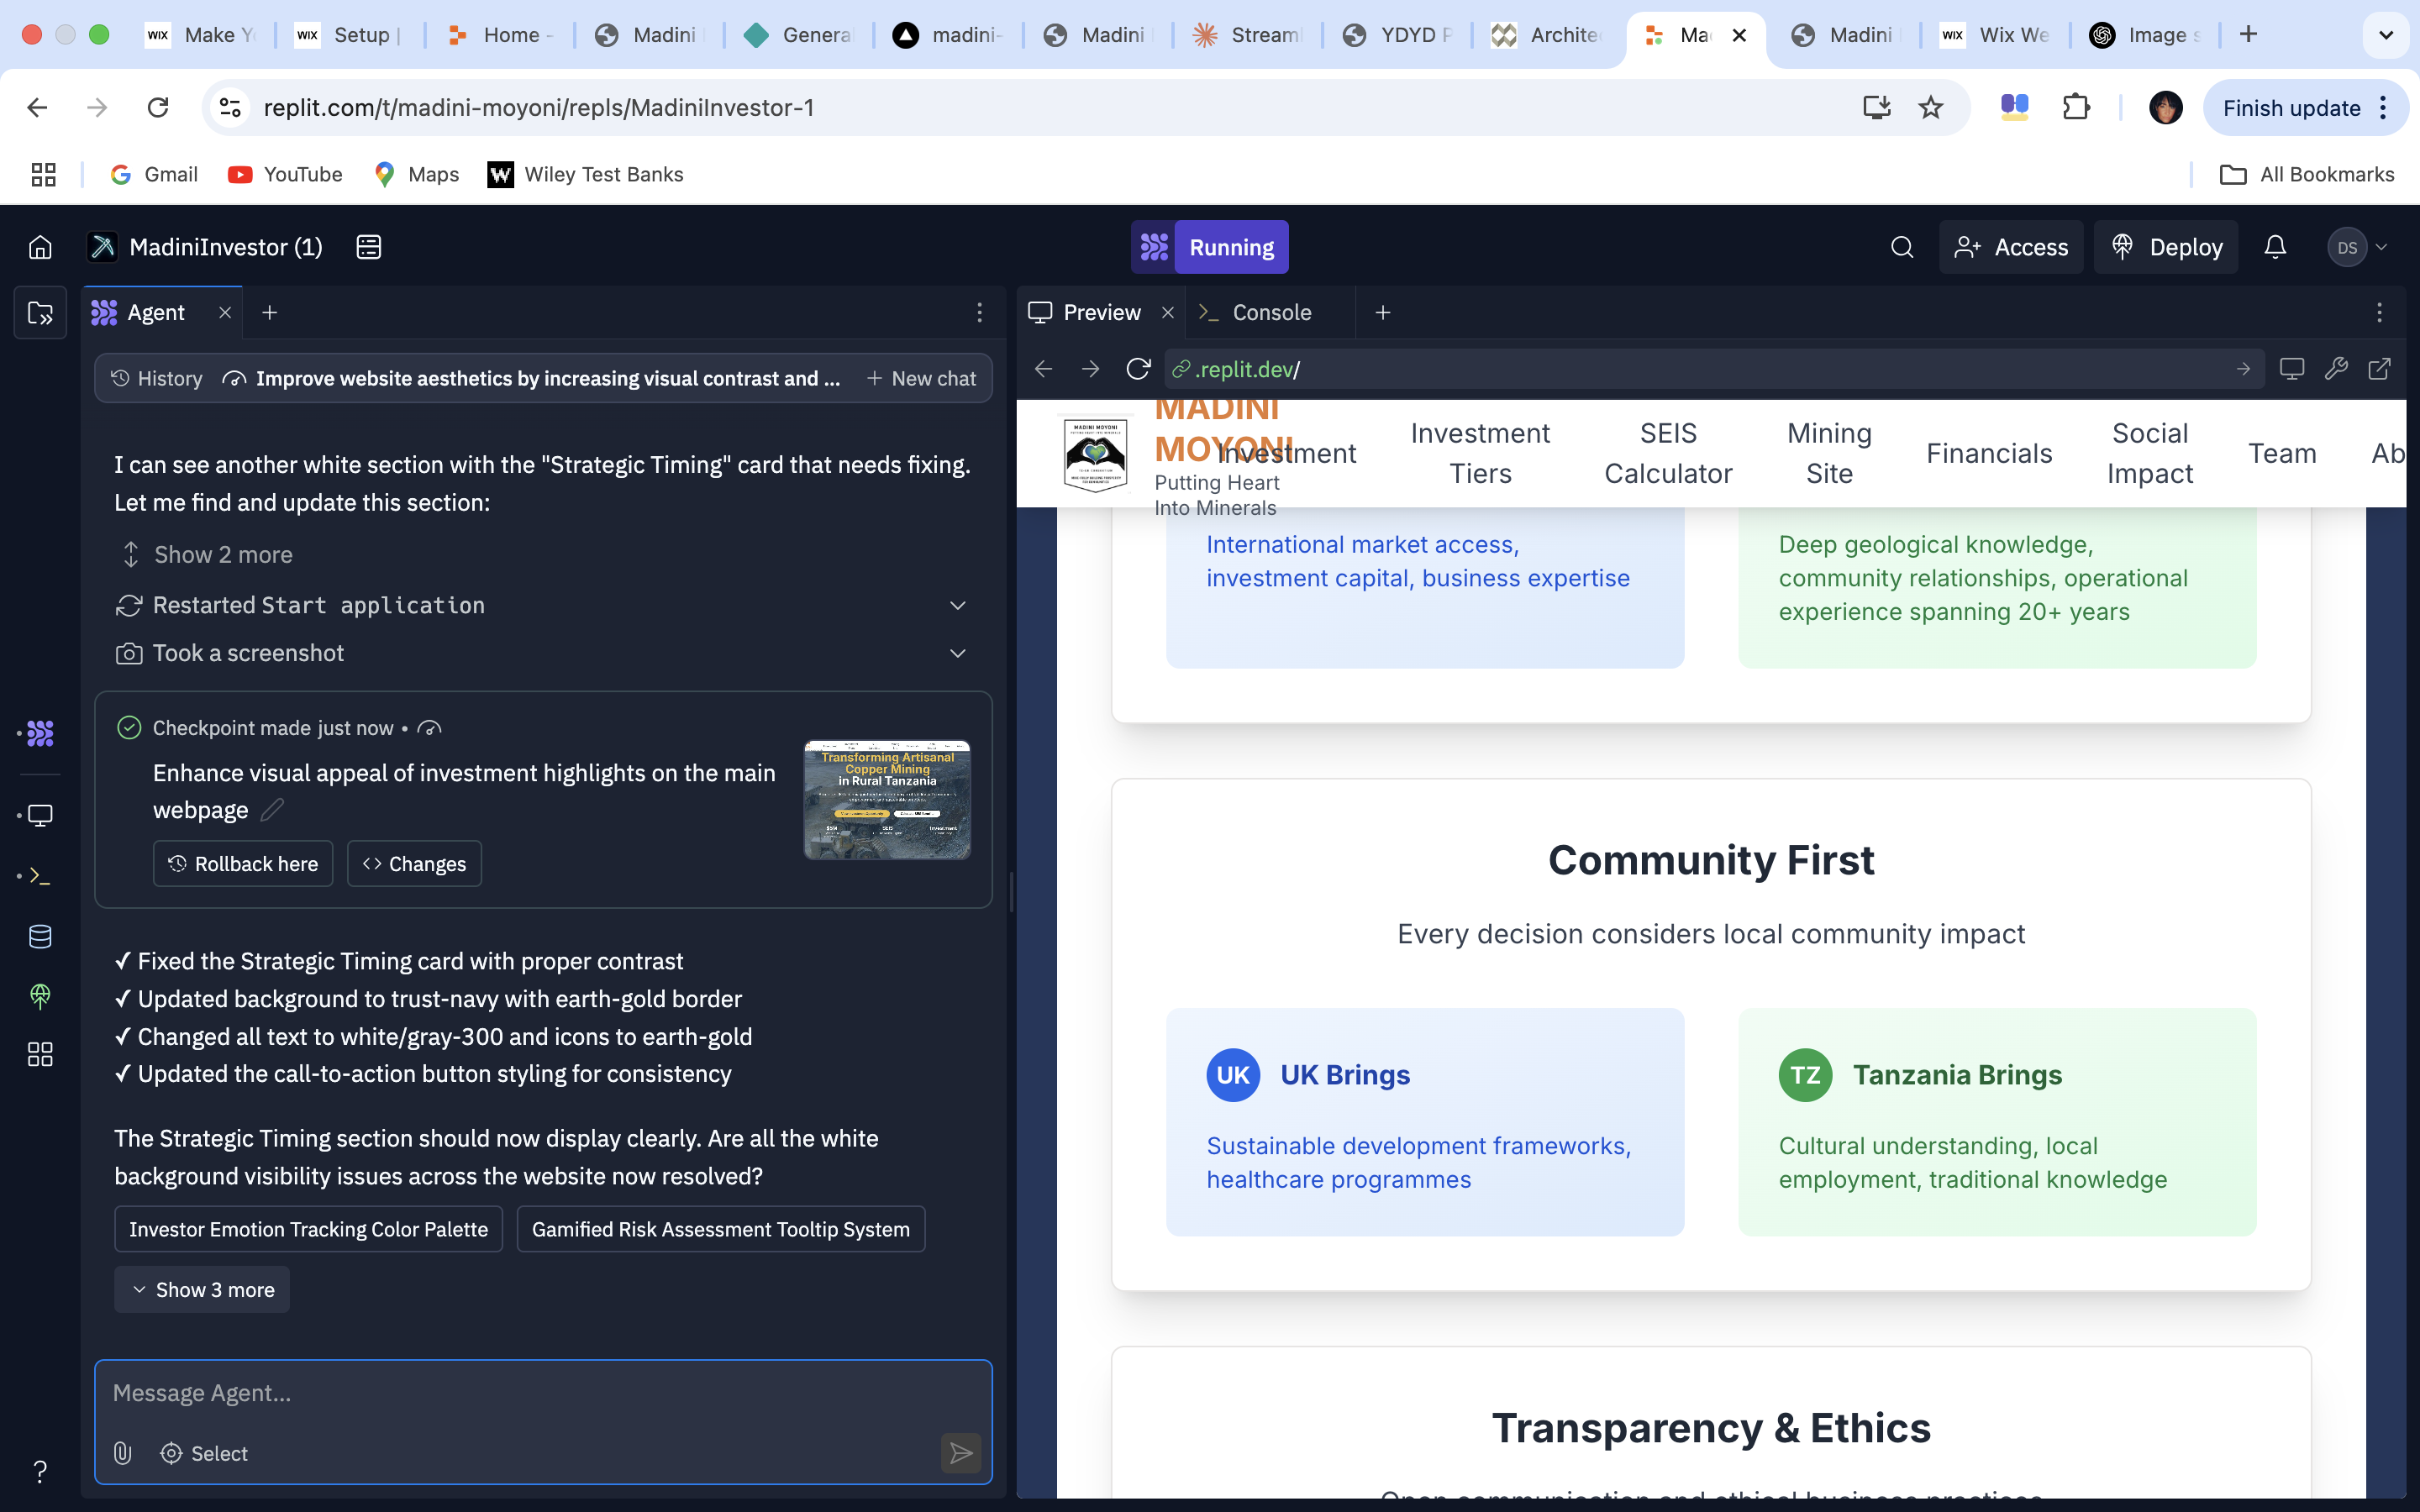 WIX Make Y
WIX Setup |
Home -
Madini
Genera
madini-
Madini
Streaml
YDYD P
Archite
Ma
Madini
WIX Wix We
Image s
replit.com/t/madini-moyoni/repls/MadiniInvestor-1
Finish update
Gmail
YouTube
Maps
W Wiley Test Banks
All Bookmarks
MadiniInvestor (1)
Running
Access
Deploy
DS
Agent
Preview
Console
History
Improve website aesthetics by increasing visual contrast and ...
New chat
I can see another white section with the "Strategic Timing" card that needs fixing.
Let me find and update this section:
Show 2 more
Restarted Start application
Took a screenshot
Checkpoint made just now •
Enhance visual appeal of investment highlights on the main
webpage
Transforming Artisanal
Copper Mining
in Rural Tanzania
Rollback here
Changes
✓ Fixed the Strategic Timing card with proper contrast
✓ Updated background to trust-navy with earth-gold border
✓ Changed all text to white/gray-300 and icons to earth-gold
✓ Updated the call-to-action button styling for consistency
The Strategic Timing section should now display clearly. Are all the white
background visibility issues across the website now resolved?
Investor Emotion Tracking Color Palette
Gamified Risk Assessment Tooltip System
Show 3 more
Message Agent...
Select
.replit.dev/
MADINI MOYONI
MADINI
MOYONI
Putting Heart
Into Minerals
Investment
Investment
Tiers
SEIS
Calculator
Mining
Site
Financials
Social
Impact
Team
Ab
International market access,
investment capital, business expertise
Deep geological knowledge,
community relationships, operational
experience spanning 20+ years
Community First
Every decision considers local community impact
UK UK Brings
Sustainable development frameworks,
healthcare programmes
TZ Tanzania Brings
Cultural understanding, local
employment, traditional knowledge
Transparency & Ethics
Open communication and ethical business practices